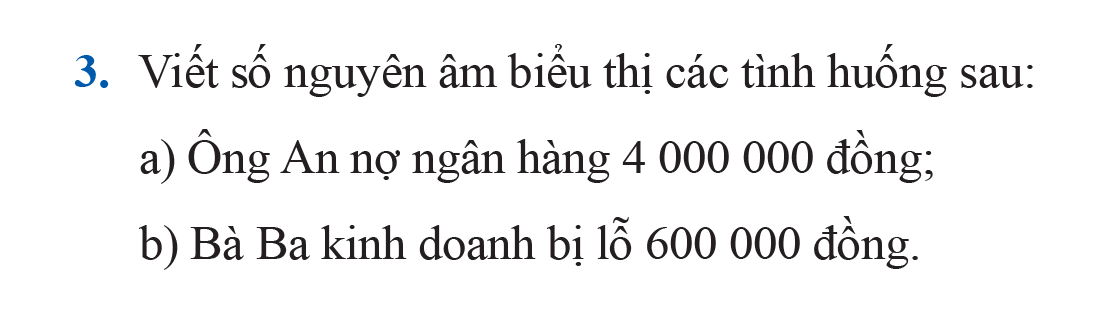 3. Viết số nguyên âm biểu thị các tình huống sau:
a) Ông An nợ ngân hàng 4 000 000 đồng;
b) Bà Ba kinh doanh bị lỗ 600 000 đồng.